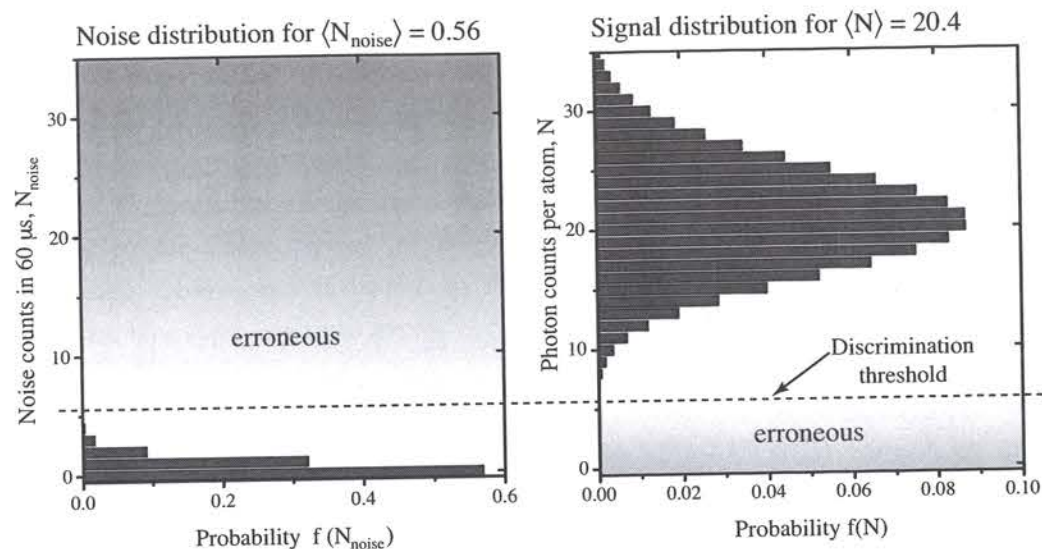 Noise distribution for ⟨N_noise⟩ = 0.56
Noise counts in 60 μs, N_noise
30
20
10
0
erroneous
0.0
0.2
0.4
0.6
Probability f (N_noise)
Signal distribution for ⟨N⟩ = 20.4
Photon counts per atom, N
30
20
10
0
Discrimination
threshold
erroneous
0.00
0.02
0.04
0.06
0.08
0.10
Probability f(N)